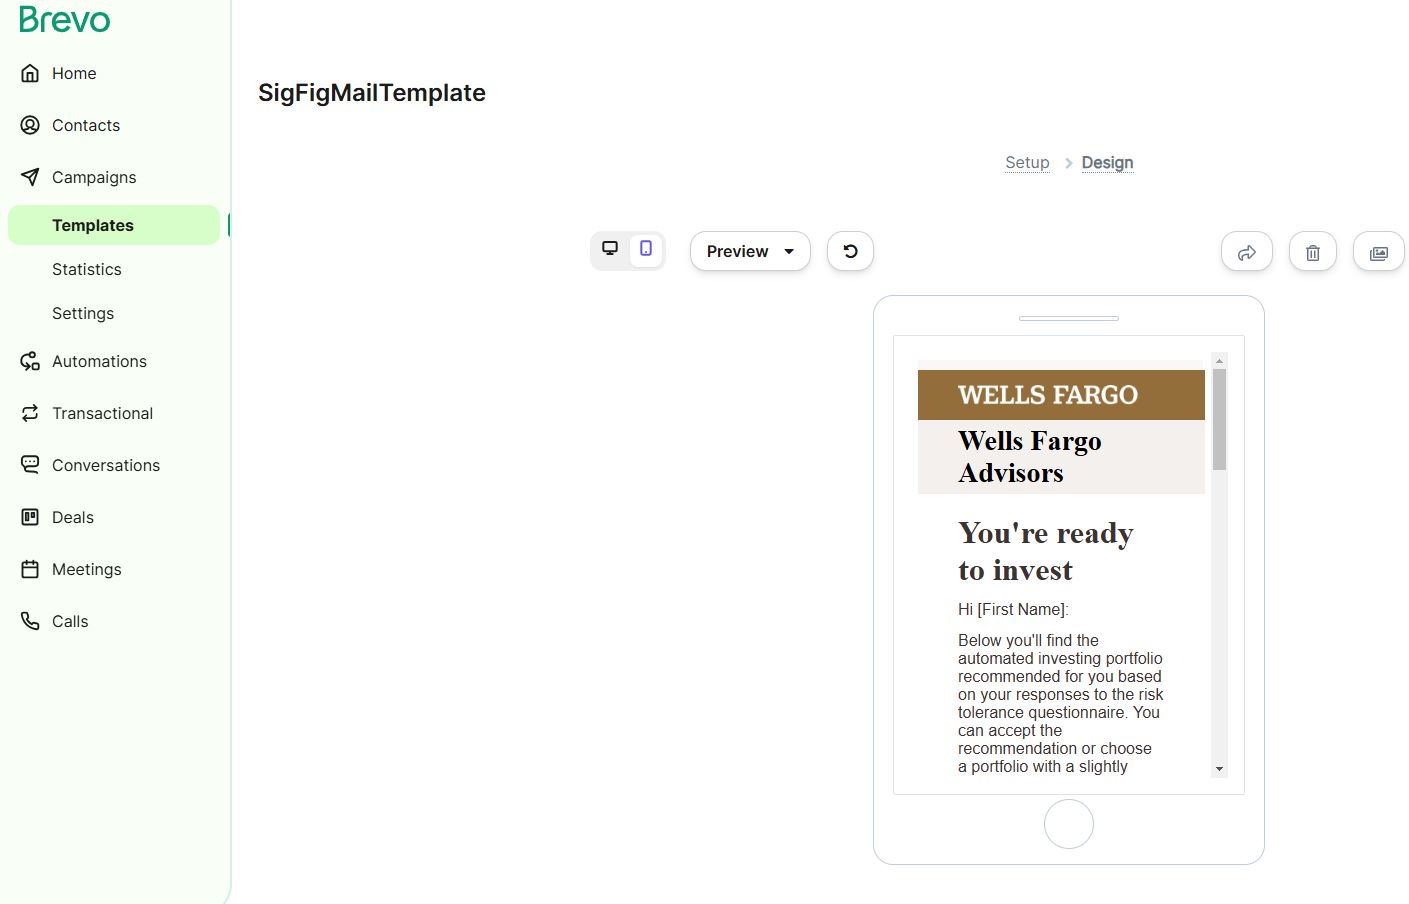 Brevo
Home
Contacts
Campaigns
Templates
Statistics
Settings
Automations
Transactional
Conversations
Deals
Meetings
Calls
SigFigMailTemplate
Setup > Design
Preview
WELLS FARGO
Wells Fargo
Advisors
You're ready
to invest
Hi [First Name]:
Below you'll find the
automated investing portfolio
recommended for you based
on your responses to the risk
tolerance questionnaire. You
can accept the
recommendation or choose
a portfolio with a slightly